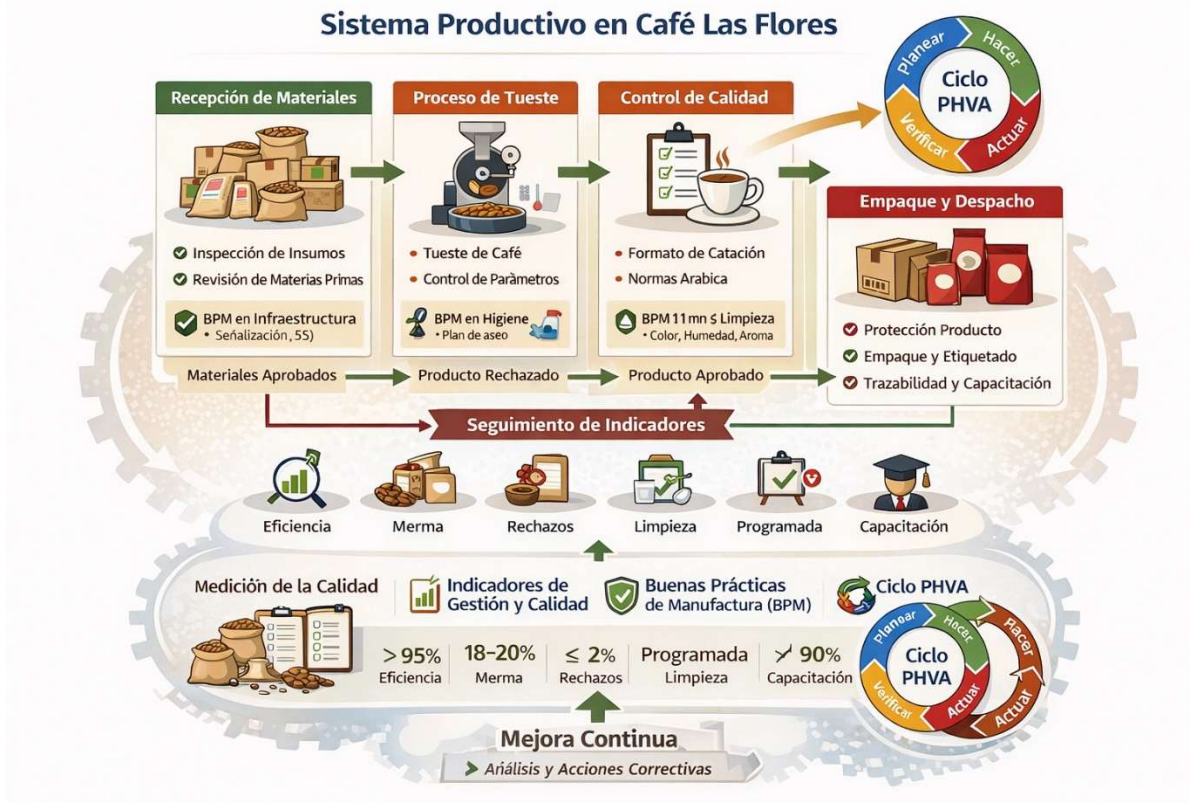 Sistema Productivo en Café Las Flores
Planear
Hacer
Verificar
Actuar
Ciclo
PHVA
Recepción de Materiales
Inspección de Insumos
Revisión de Materias Primas
BPM en Infraestructura
• Señalización, 5S)
Proceso de Tueste
• Tueste de Café
• Control de Paràmetros
BPM en Higiene
• Plan de aseo
Control de Calidad
• Formato de Catación
• Normas Arabica
BPM 11 mn ≤ Limpieza
• Color, Humedad, Aroma
Empaque y Despacho
Protección Producto
Empaque y Etiquetado
Trazabilidad y Capacitación
Materiales Aprobados
Producto Rechazado
Producto Aprobado
Seguimiento de Indicadores
Eficiencia
Merma
Rechazos
Limpieza
Programada
Capacitación
Medición de la Calidad
Indicadores de
Gestión y Calidad
Buenas Prácticas
de Manufactura (BPM)
Ciclo PHVA
> 95%
Eficiencia
18–20%
Merma
≤ 2%
Rechazos
Programada
Limpieza
90%
Capacitación
Planear
Hacer
Verificar
Actuar
Ciclo
PHVA
Actuar
Mejora Continua
Análisis y Acciones Correctivas